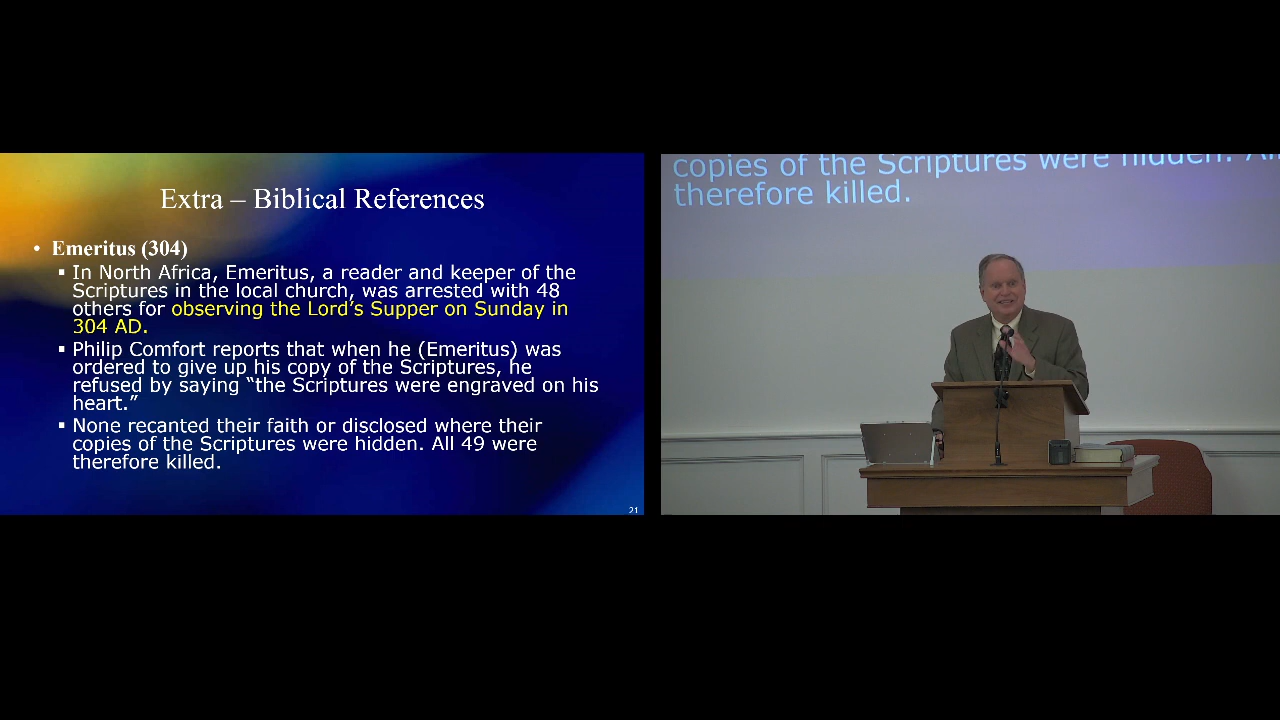 Extra – Biblical References
• Emeritus (304)
▪ In North Africa, Emeritus, a reader and keeper of the
Scriptures in the local church, was arrested with 48
others for observing the Lord’s Supper on Sunday in
304 AD.
▪ Philip Comfort reports that when he (Emeritus) was
ordered to give up his copy of the Scriptures, he
refused by saying “the Scriptures were engraved on his
heart.”
▪ None recanted their faith or disclosed where their
copies of the Scriptures were hidden. All 49 were
therefore killed.
21
copies of the Scriptures were hidden. Al
therefore killed.